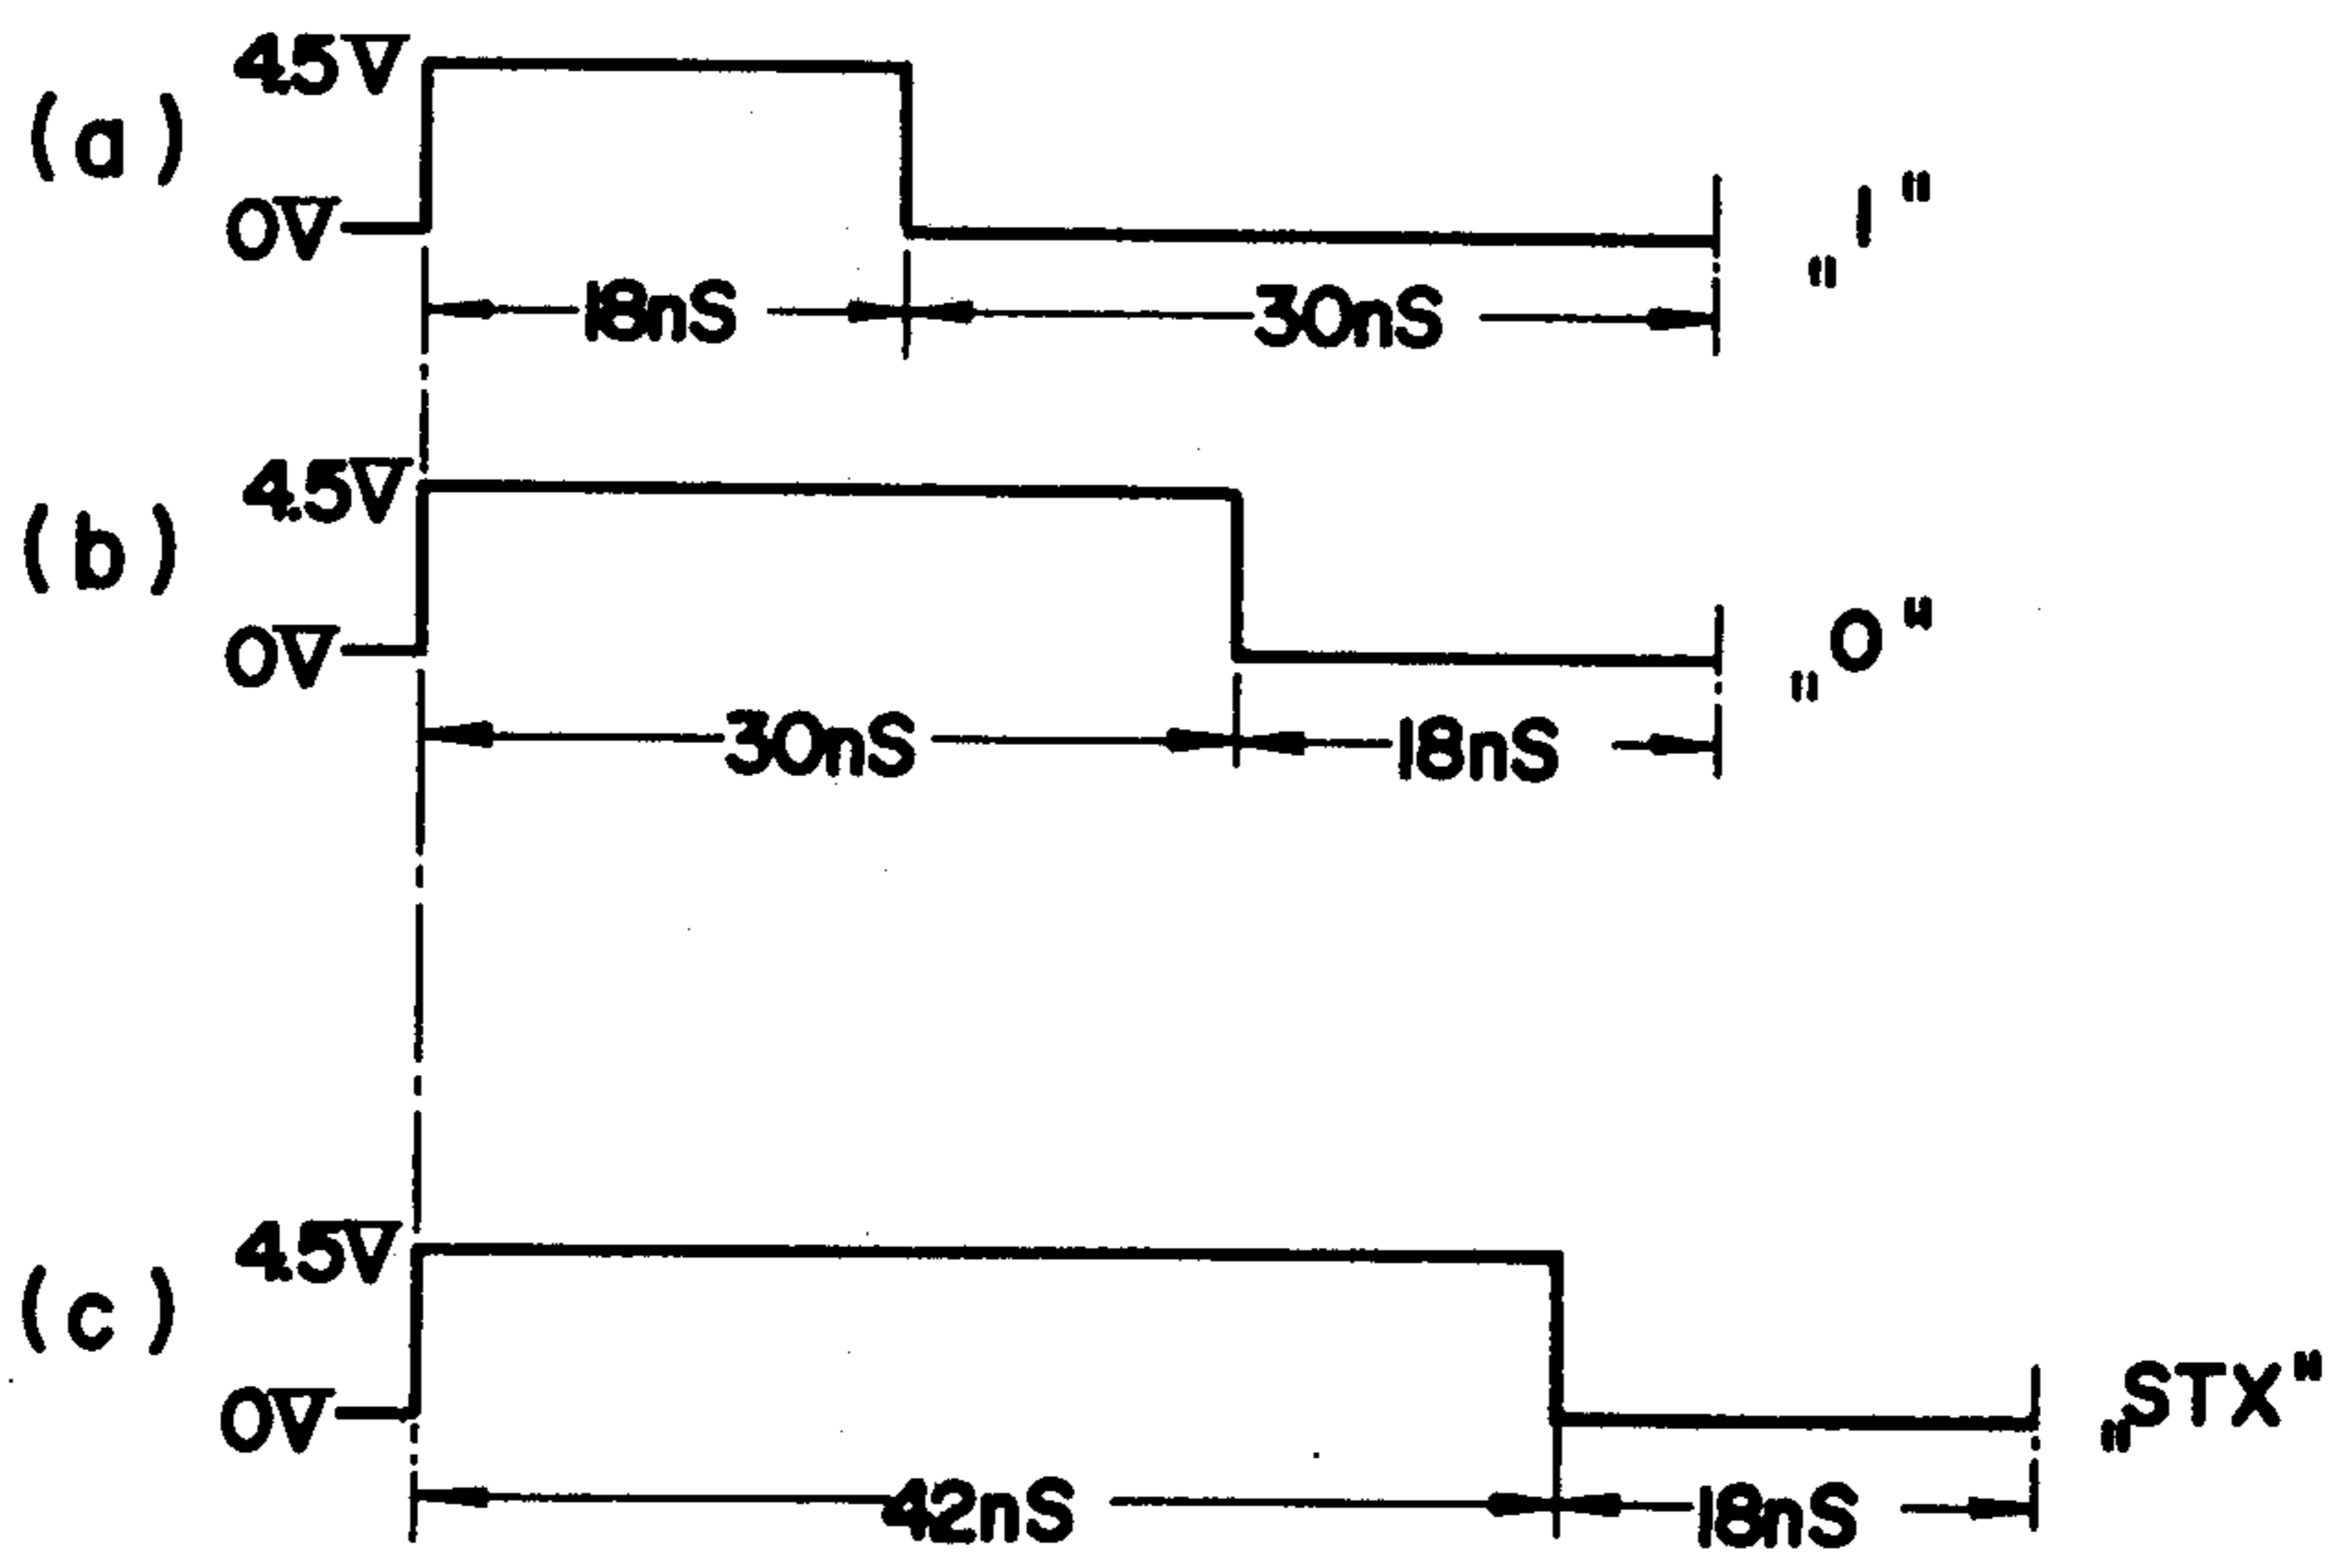 (a)
4.5V
0V
18nS
30nS
„1"
(b)
4.5V
0V
30nS
18nS
„0"
(c)
4.5V
0V
42nS
18nS
„STX"